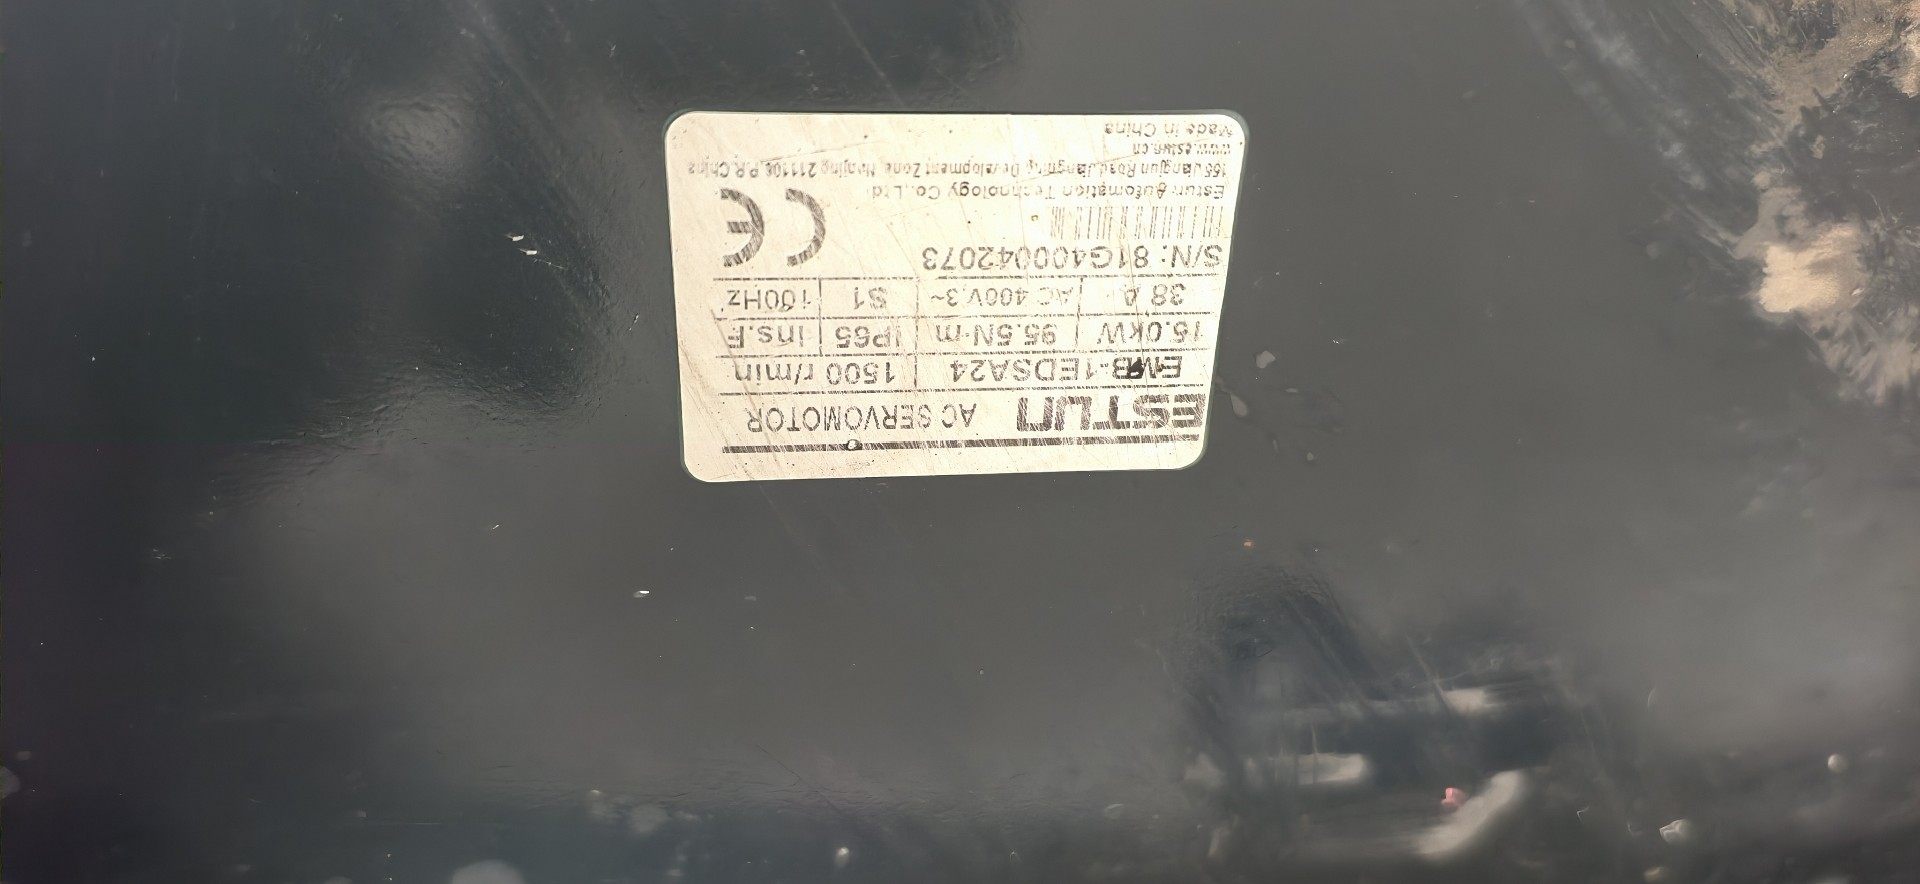 ESTUN AC SERVOMOTOR
EMB-1EDSA24 1500 r/min
15.0kW 95.5N·m IP65 ins.F
38 A AC 400V.3~ S1 100Hz
S/N: 81G400042073
CE
Estun Automation Technology Co.,Ltd
155 Jiangjun Road Jiangning Development Zone Nanjing 211106 P.R.China
www.estun.cn
Made in China